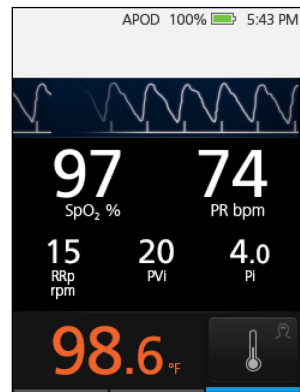 APOD 100% 5:43 PM
97 74
SpO₂ % PR bpm
15 20 4.0
RRp PVi Pi
rpm
98.6 °F